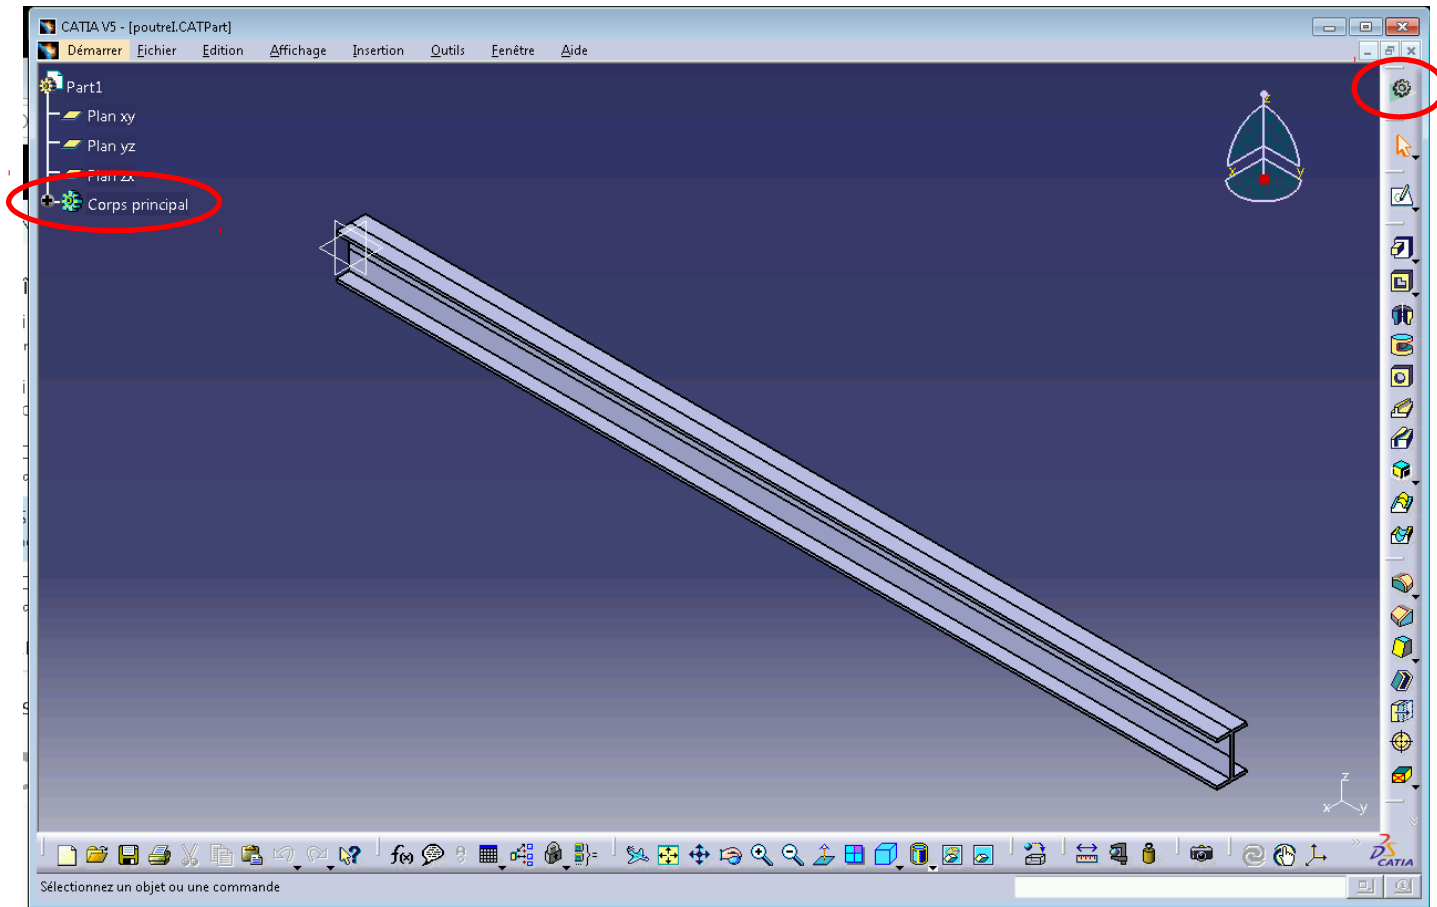 CATIA V5 - [poutreI.CATPart]
Démarrer Fichier Edition Affichage Insertion Outils Fenêtre Aide
Part1
Plan xy
Plan yz
Plan zx
Corps principal
z
x
y
z
x
y
f(x)
CATIA
Sélectionnez un objet ou une commande